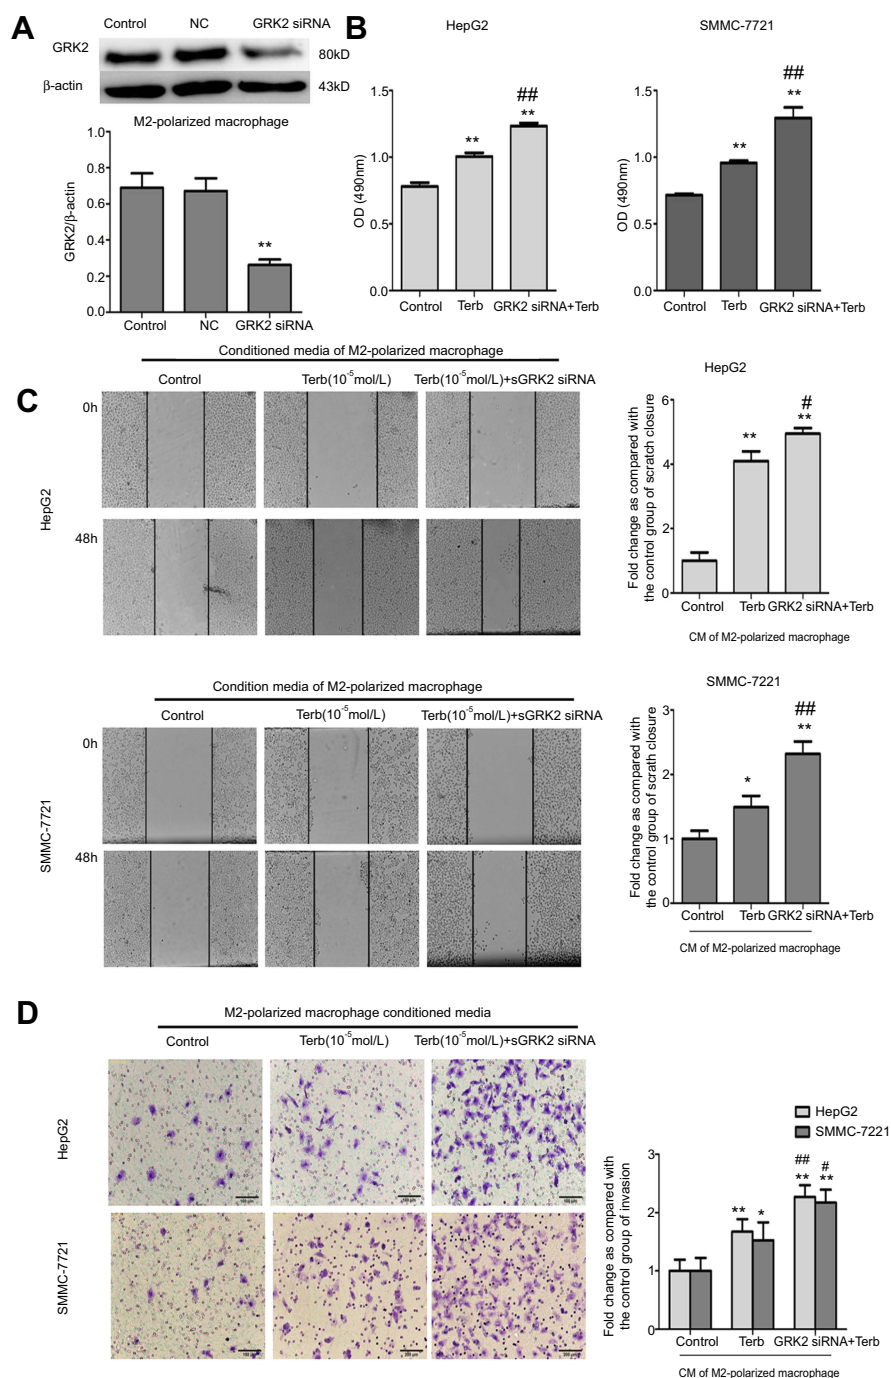 A
Control NC GRK2 siRNA
GRK2 80kD
β-actin 43kD
M2-polarized macrophage
GRK2/β-actin
1.0
0.8
0.6
0.4
0.2
0.0
Control NC GRK2 siRNA
**
B
HepG2
OD (490nm)
1.5
1.0
0.5
0.0
**
##
**
Control Terb GRK2 siRNA+Terb
SMMC-7721
OD (490nm)
1.5
1.0
0.5
0.0
**
##
**
Control Terb GRK2 siRNA+Terb
C
Conditioned media of M2-polarized macrophage
Control Terb(10⁻⁵mol/L) Terb(10⁻⁵mol/L)+sGRK2 siRNA
0h
HepG2
48h
HepG2
Fold change as compared with
the control group of scratch closure
6
4
2
0
**
#
**
Control Terb GRK2 siRNA+Terb
CM of M2-polarized macrophage
Condition media of M2-polarized macrophage
Control Terb(10⁻⁵mol/L) Terb(10⁻⁵mol/L)+sGRK2 siRNA
0h
SMMC-7721
48h
SMMC-7221
Fold change as compared with
the control group of scrath closure
3
2
1
0
*
##
**
Control Terb GRK2 siRNA+Terb
CM of M2-polarized macrophage
D
M2-polarized macrophage conditioned media
Control Terb(10⁻⁵mol/L) Terb(10⁻⁵mol/L)+sGRK2 siRNA
HepG2
SMMC-7721
HepG2
SMMC-7221
Fold change as compared with
the control group of invasion
3
2
1
0
** *
## #
** **
Control Terb GRK2 siRNA+Terb
CM of M2-polarized macrophage